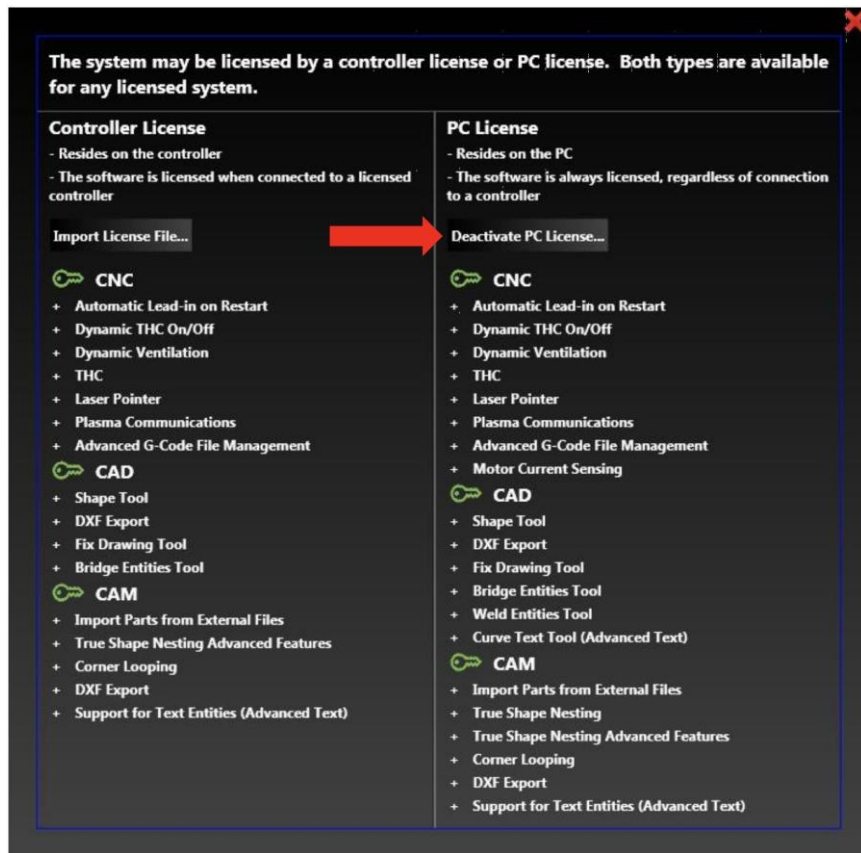 The system may be licensed by a controller license or PC license.  Both types are available
for any licensed system.
Controller License
- Resides on the controller
- The software is licensed when connected to a licensed
controller
Import License File...
CNC
+ Automatic Lead-in on Restart
+ Dynamic THC On/Off
+ Dynamic Ventilation
+ THC
+ Laser Pointer
+ Plasma Communications
+ Advanced G-Code File Management
CAD
+ Shape Tool
+ DXF Export
+ Fix Drawing Tool
+ Bridge Entities Tool
CAM
+ Import Parts from External Files
+ True Shape Nesting Advanced Features
+ Corner Looping
+ DXF Export
+ Support for Text Entities (Advanced Text)
PC License
- Resides on the PC
- The software is always licensed, regardless of connection
to a controller
Deactivate PC License...
CNC
+ Automatic Lead-in on Restart
+ Dynamic THC On/Off
+ Dynamic Ventilation
+ THC
+ Laser Pointer
+ Plasma Communications
+ Advanced G-Code File Management
+ Motor Current Sensing
CAD
+ Shape Tool
+ DXF Export
+ Fix Drawing Tool
+ Bridge Entities Tool
+ Weld Entities Tool
+ Curve Text Tool (Advanced Text)
CAM
+ Import Parts from External Files
+ True Shape Nesting
+ True Shape Nesting Advanced Features
+ Corner Looping
+ DXF Export
+ Support for Text Entities (Advanced Text)